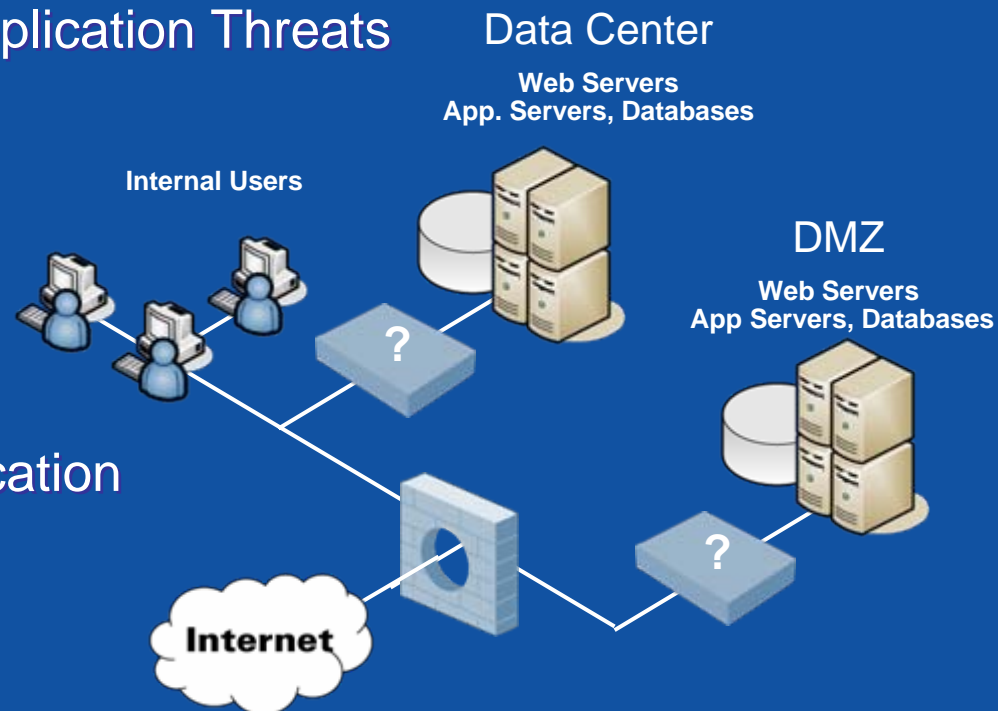 plication Threats
Data Center
Web Servers
App. Servers, Databases
Internal Users
DMZ
Web Servers
App Servers, Databases
?
cation
?
Internet